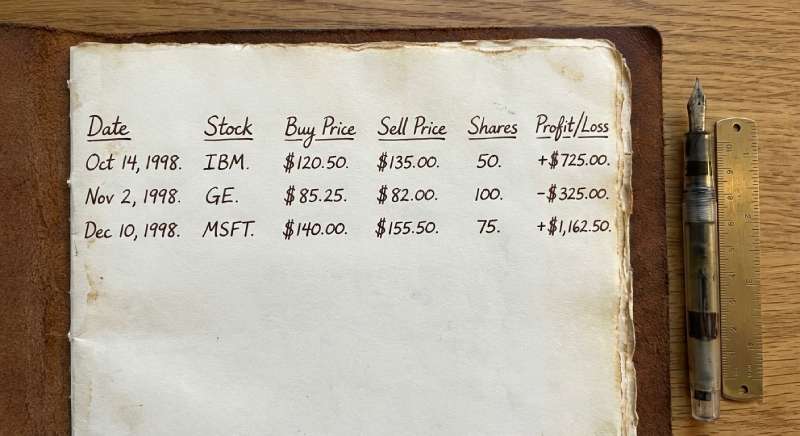 Date Stock Buy Price Sell Price Shares Profit/Loss
Oct 14, 1998. IBM. $120.50. $135.00. 50. +$725.00.
Nov 2, 1998. GE. $85.25. $82.00. 100. -$325.00.
Dec 10, 1998. MSFT. $140.00. $155.50. 75. +$1,162.50.